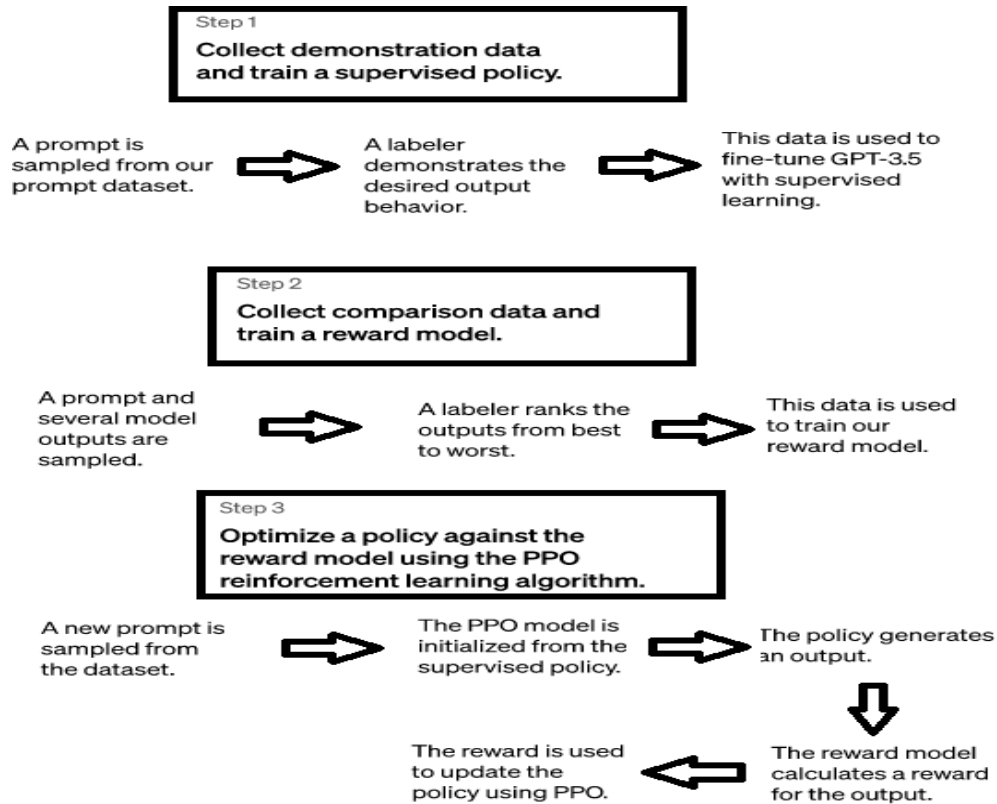 Step 1
Collect demonstration data
and train a supervised policy.
A prompt is
sampled from our
prompt dataset.
A labeler
demonstrates the
desired output
behavior.
This data is used to
fine-tune GPT-3.5
with supervised
learning.
Step 2
Collect comparison data and
train a reward model.
A prompt and
several model
outputs are
sampled.
A labeler ranks the
outputs from best
to worst.
This data is used
to train our
reward model.
Step 3
Optimize a policy against the
reward model using the PPO
reinforcement learning algorithm.
A new prompt is
sampled from
the dataset.
The PPO model is
initialized from the
supervised policy.
The policy generates
an output.
The reward model
calculates a reward
for the output.
The reward is used
to update the
policy using PPO.